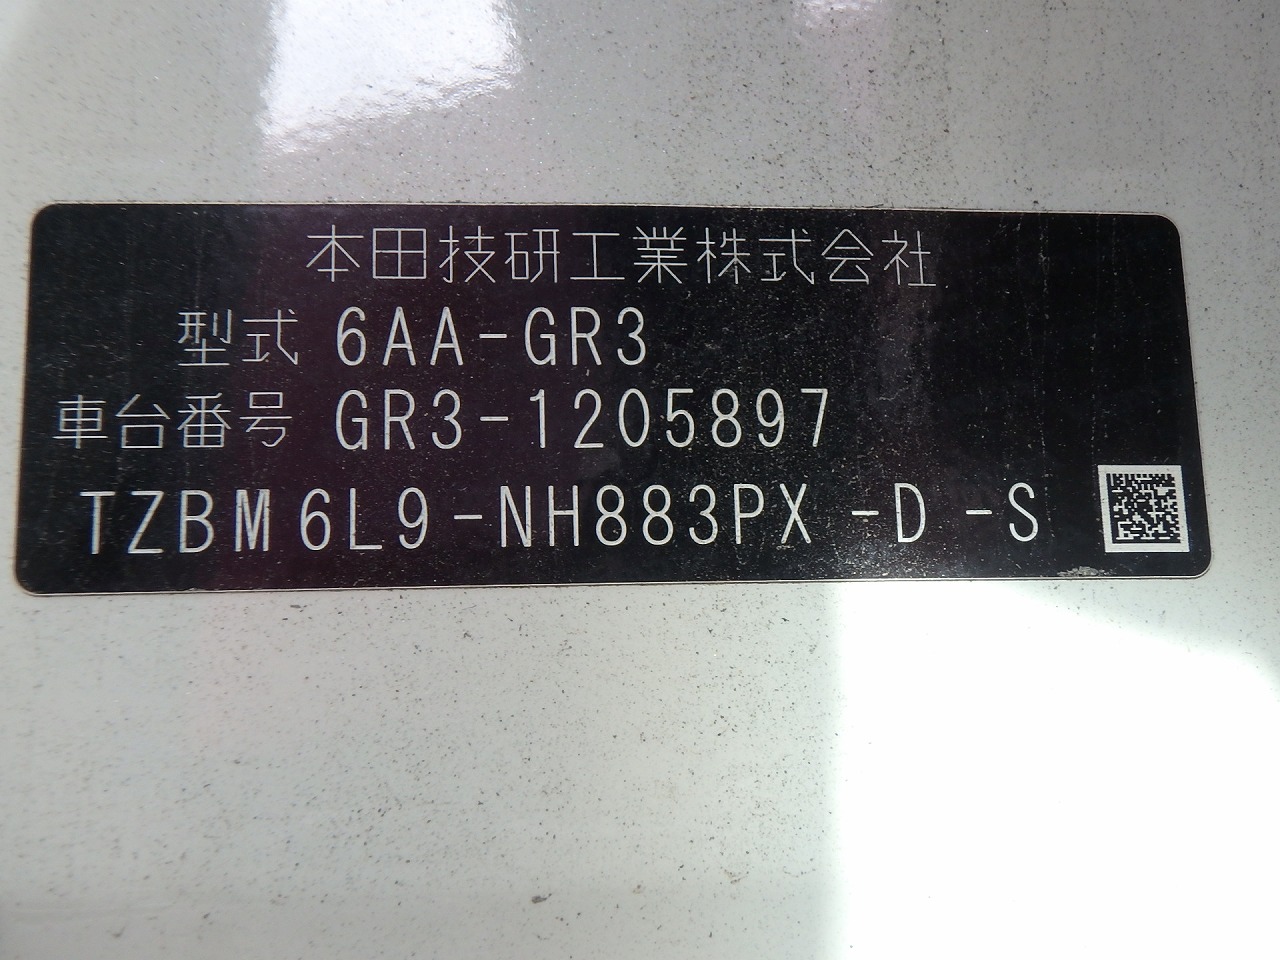 本田技研工業株式会社
型式 6AA-GR3
車台番号 GR3-1205897
TZBM6L9-NH883PX-D-S